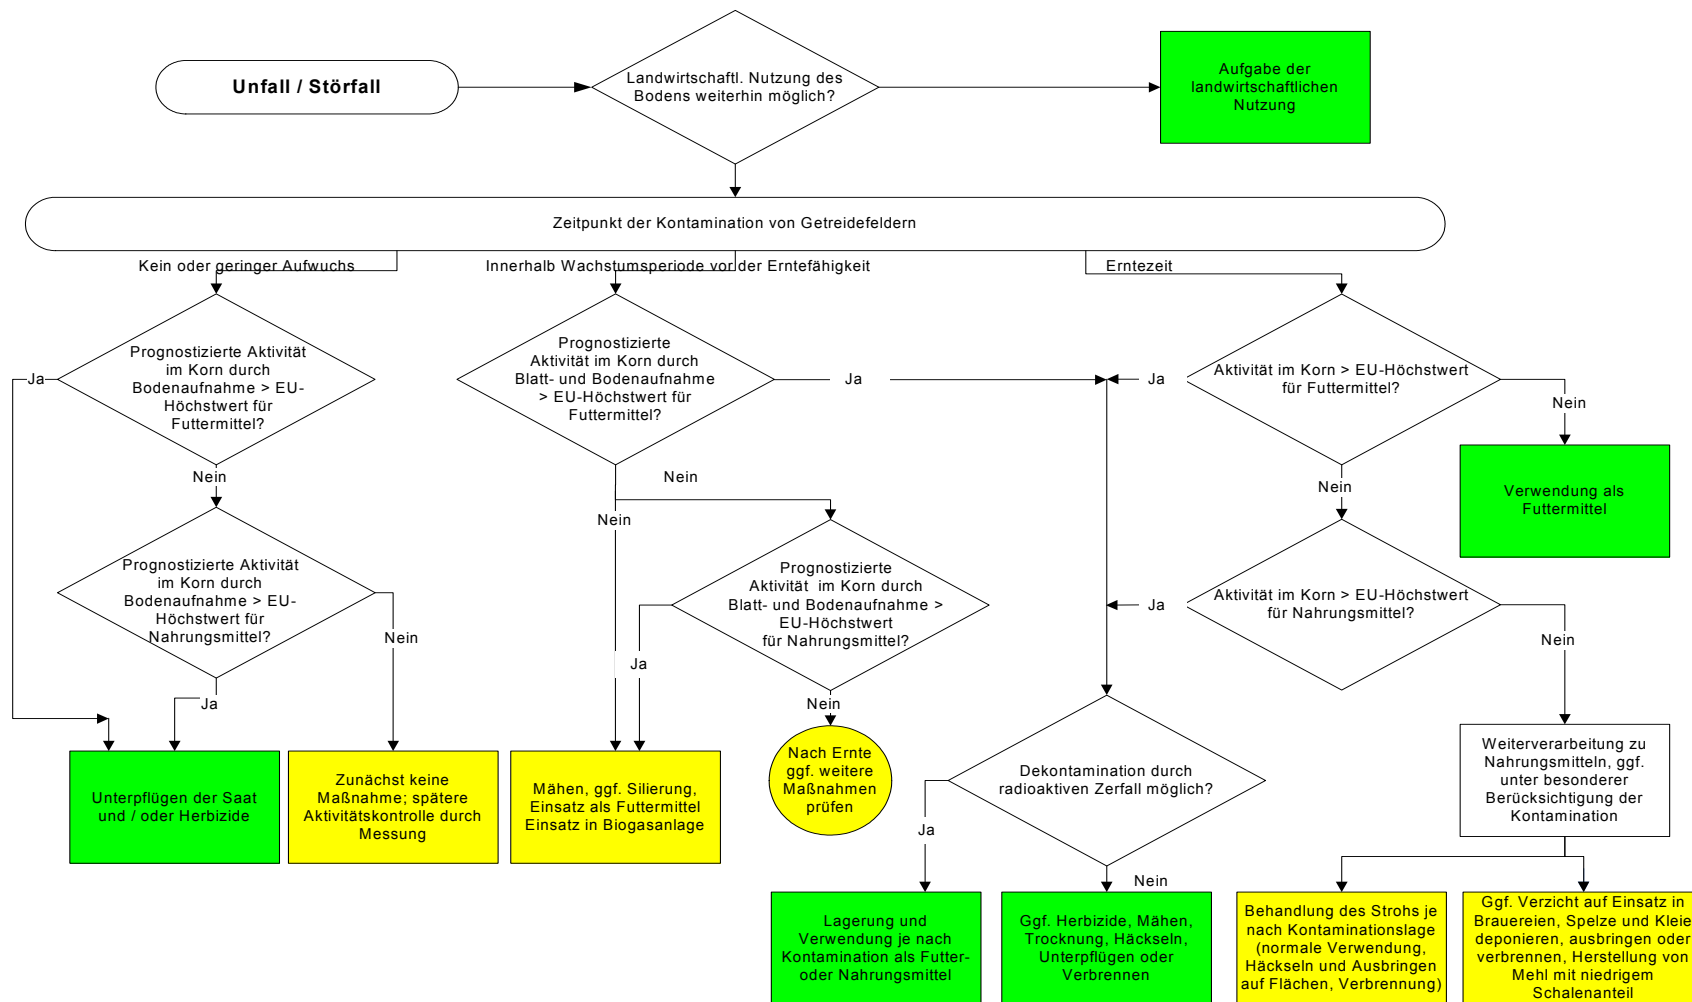 Unfall / Störfall
Landwirtschaftl. Nutzung des
Bodens weiterhin möglich?
Aufgabe der
landwirtschaftlichen
Nutzung
Zeitpunkt der Kontamination von Getreidefeldern
Kein oder geringer Aufwuchs
Innerhalb Wachstumsperiode vor der Erntefähigkeit
Erntezeit
Prognostizierte Aktivität
im Korn durch
Bodenaufnahme > EU-
Höchstwert für
Futtermittel?
Ja
Nein
Prognostizierte
Aktivität im Korn durch
Blatt- und Bodenaufnahme
> EU-Höchstwert für
Futtermittel?
Ja
Nein
Nein
Aktivität im Korn > EU-Höchstwert
für Futtermittel?
Ja
Nein
Nein
Verwendung als
Futtermittel
Prognostizierte Aktivität
im Korn durch
Bodenaufnahme > EU-
Höchstwert für
Nahrungsmittel?
Nein
Ja
Prognostizierte
Aktivität im Korn durch
Blatt- und Bodenaufnahme >
EU-Höchstwert
für Nahrungsmittel?
Ja
Nein
Aktivität im Korn > EU-Höchstwert
für Nahrungsmittel?
Ja
Nein
Unterpflügen der Saat
und / oder Herbizide
Zunächst keine
Maßnahme; spätere
Aktivitätskontrolle durch
Messung
Mähen, ggf. Silierung,
Einsatz als Futtermittel
Einsatz in Biogasanlage
Nach Ernte
ggf. weitere
Maßnahmen
prüfen
Dekontamination durch
radioaktiven Zerfall möglich?
Ja
Nein
Weiterverarbeitung zu
Nahrungsmitteln, ggf.
unter besonderer
Berücksichtigung der
Kontamination
Lagerung und
Verwendung je nach
Kontamination als Futter-
oder Nahrungsmittel
Ggf. Herbizide, Mähen,
Trocknung, Häckseln,
Unterpflügen oder
Verbrennen
Behandlung des Strohs je
nach Kontaminationslage
(normale Verwendung,
Häckseln und Ausbringen
auf Flächen, Verbrennung)
Ggf. Verzicht auf Einsatz in
Brauereien, Spelze und Kleie
deponieren, ausbringen oder
verbrennen, Herstellung von
Mehl mit niedrigem
Schalenanteil